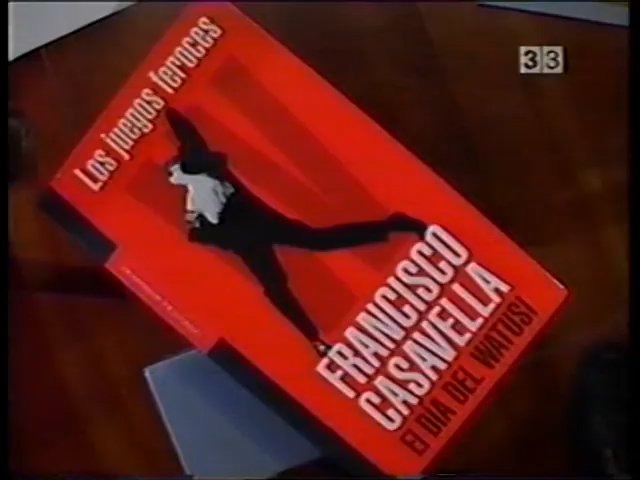 33
Los juegos feroces
FRANCISCO
CASAVELLA
El DÍA DEL WATUSI